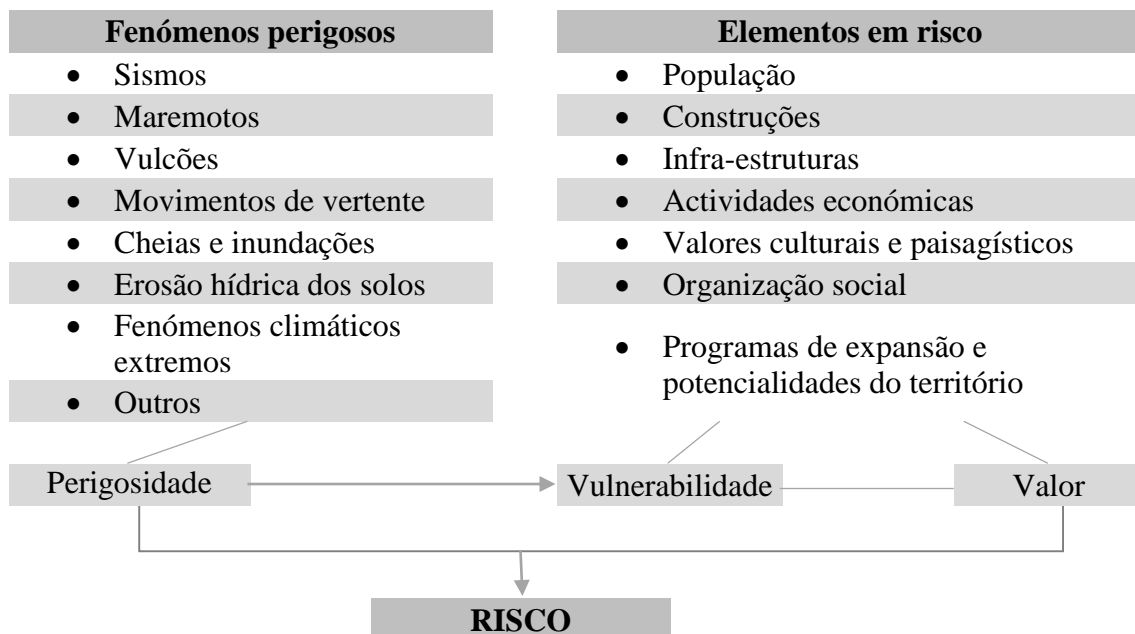 Fenómenos perigosos
• Sismos
• Maremotos
• Vulcões
• Movimentos de vertente
• Cheias e inundações
• Erosão hídrica dos solos
• Fenómenos climáticos
extremos
• Outros
Elementos em risco
• População
• Construções
• Infra-estruturas
• Actividades económicas
• Valores culturais e paisagísticos
• Organização social
• Programas de expansão e
potencialidades do território
Perigosidade
Vulnerabilidade
Valor
RISCO